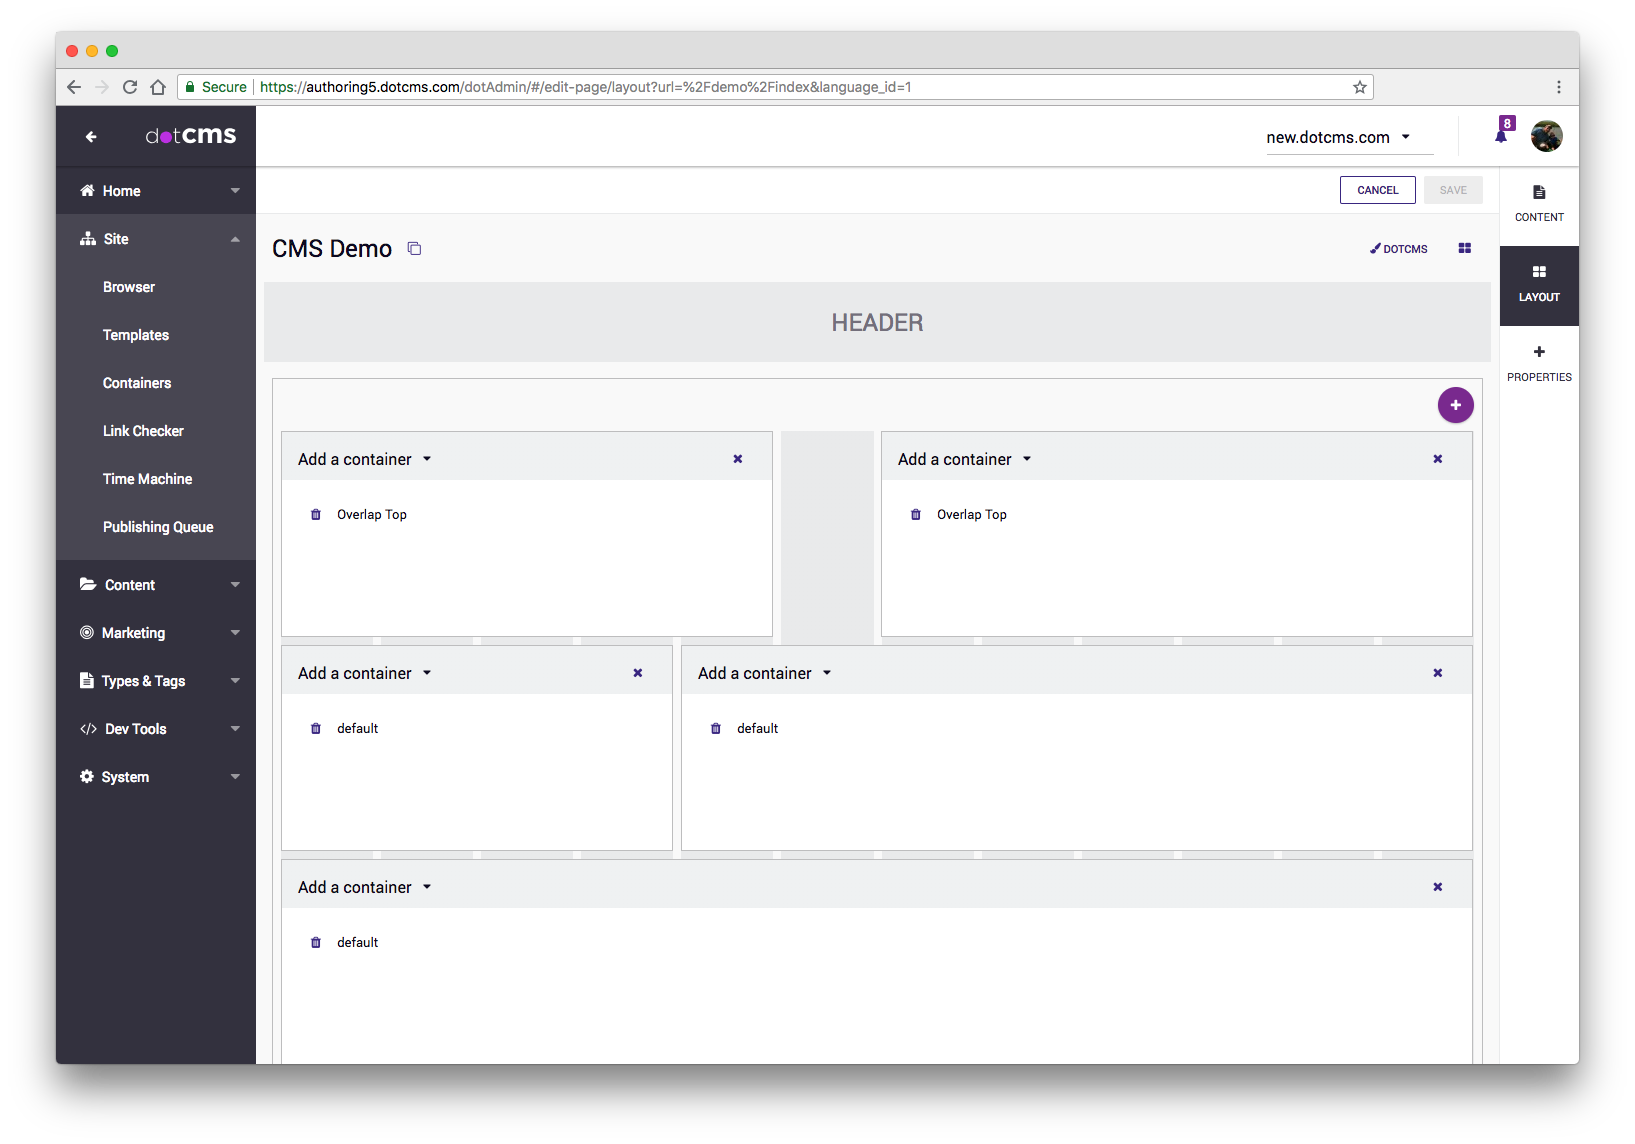 Secure https://authoring5.dotcms.com/dotAdmin/#/edit-page/layout?url=%2Fdemo%2Findex&language_id=1
dotcms
new.dotcms.com
8
Home
Site
Browser
Templates
Containers
Link Checker
Time Machine
Publishing Queue
Content
Marketing
Types & Tags
Dev Tools
System
CANCEL SAVE
CMS Demo
DOTCMS
HEADER
Add a container
Overlap Top
Add a container
Overlap Top
Add a container
default
Add a container
default
Add a container
default
CONTENT
LAYOUT
PROPERTIES